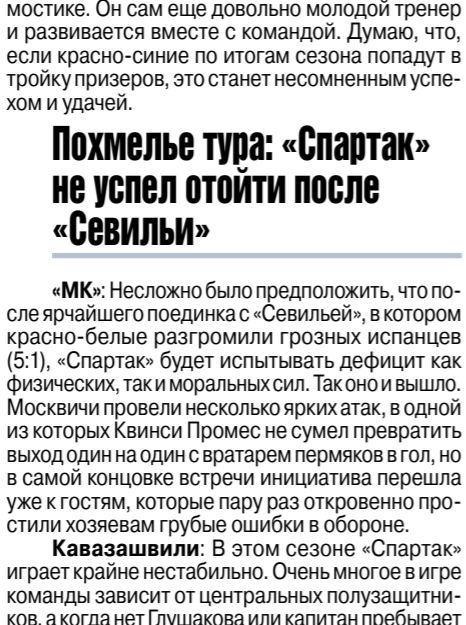 мостике. Он сам еще довольно молодой тренер
и развивается вместе с командой. Думаю, что,
если красно-синие по итогам сезона попадут в
тройку призеров, это станет несомненным успе-
хом и удачей.
Похмелье тура: «Спартак»
не успел отойти после
«Севильи»
«МК»: Несложно было предположить, что по-
сле ярчайшего поединка с «Севильей», в котором
красно-белые разгромили грозных испанцев
(5:1), «Спартак» будет испытывать дефицит как
физических, так и моральных сил. Так оно и вышло.
Москвичи провели несколько ярких атак, в одной
из которых Квинси Промес не сумел превратить
выход один на один с вратарем пермяков в гол, но
в самой концовке встречи инициатива перешла
уже к гостям, которые пару раз откровенно про-
стили хозяевам грубые ошибки в обороне.
Кавазашвили: В этом сезоне «Спартак»
играет крайне нестабильно. Очень многое в игре
команды зависит от центральных полузащитни-
ков, а когда нет Глушакова или капитан пребывает